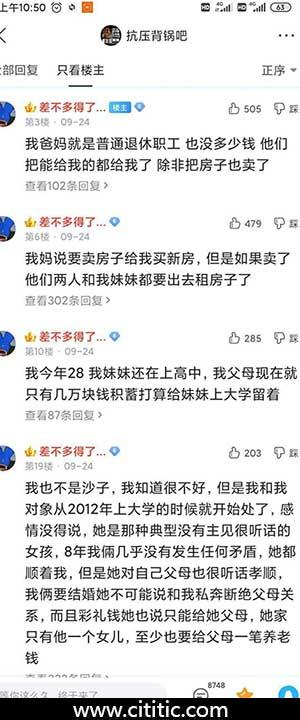 上午10:50
HD 4G HD 4G 63
抗压背锅吧
全部回复 只看楼主 正序
差不多得了... 楼主 505 踩
第3楼 · 09-24
我爸妈就是普通退休职工 也没多少钱 他们
把能给我的都给我了 除非把房子也卖了
查看102条回复 >
差不多得了... 479 踩
第6楼 · 09-24
我妈说要卖房子给我买新房，但是如果卖了
他们两人和我妹妹都要出去租房子了
查看302条回复 >
差不多得了... 285 踩
第10楼 · 09-24
我今年28 我妹妹还在上高中，我父母现在就
只有几万块钱积蓄打算给妹妹上大学留着
查看87条回复 >
差不多得了... 203 踩
第19楼 · 09-24
我也不是沙子，我知道很不好，但是我和我
对象从2012年上大学的时候就开始处了，感
情没得说，她是那种典型没有主见很听话的
女孩，8年我俩几乎没有发生任何矛盾，她都
顺着我，但是她对自己父母也很听话孝顺，
我俩要结婚她不可能说和我私奔断绝父母关
系，而且彩礼钱她也说只能给她父母，她家
只有他一个女儿，至少也要给父母一笔养老
钱
8748
www.cititic.com